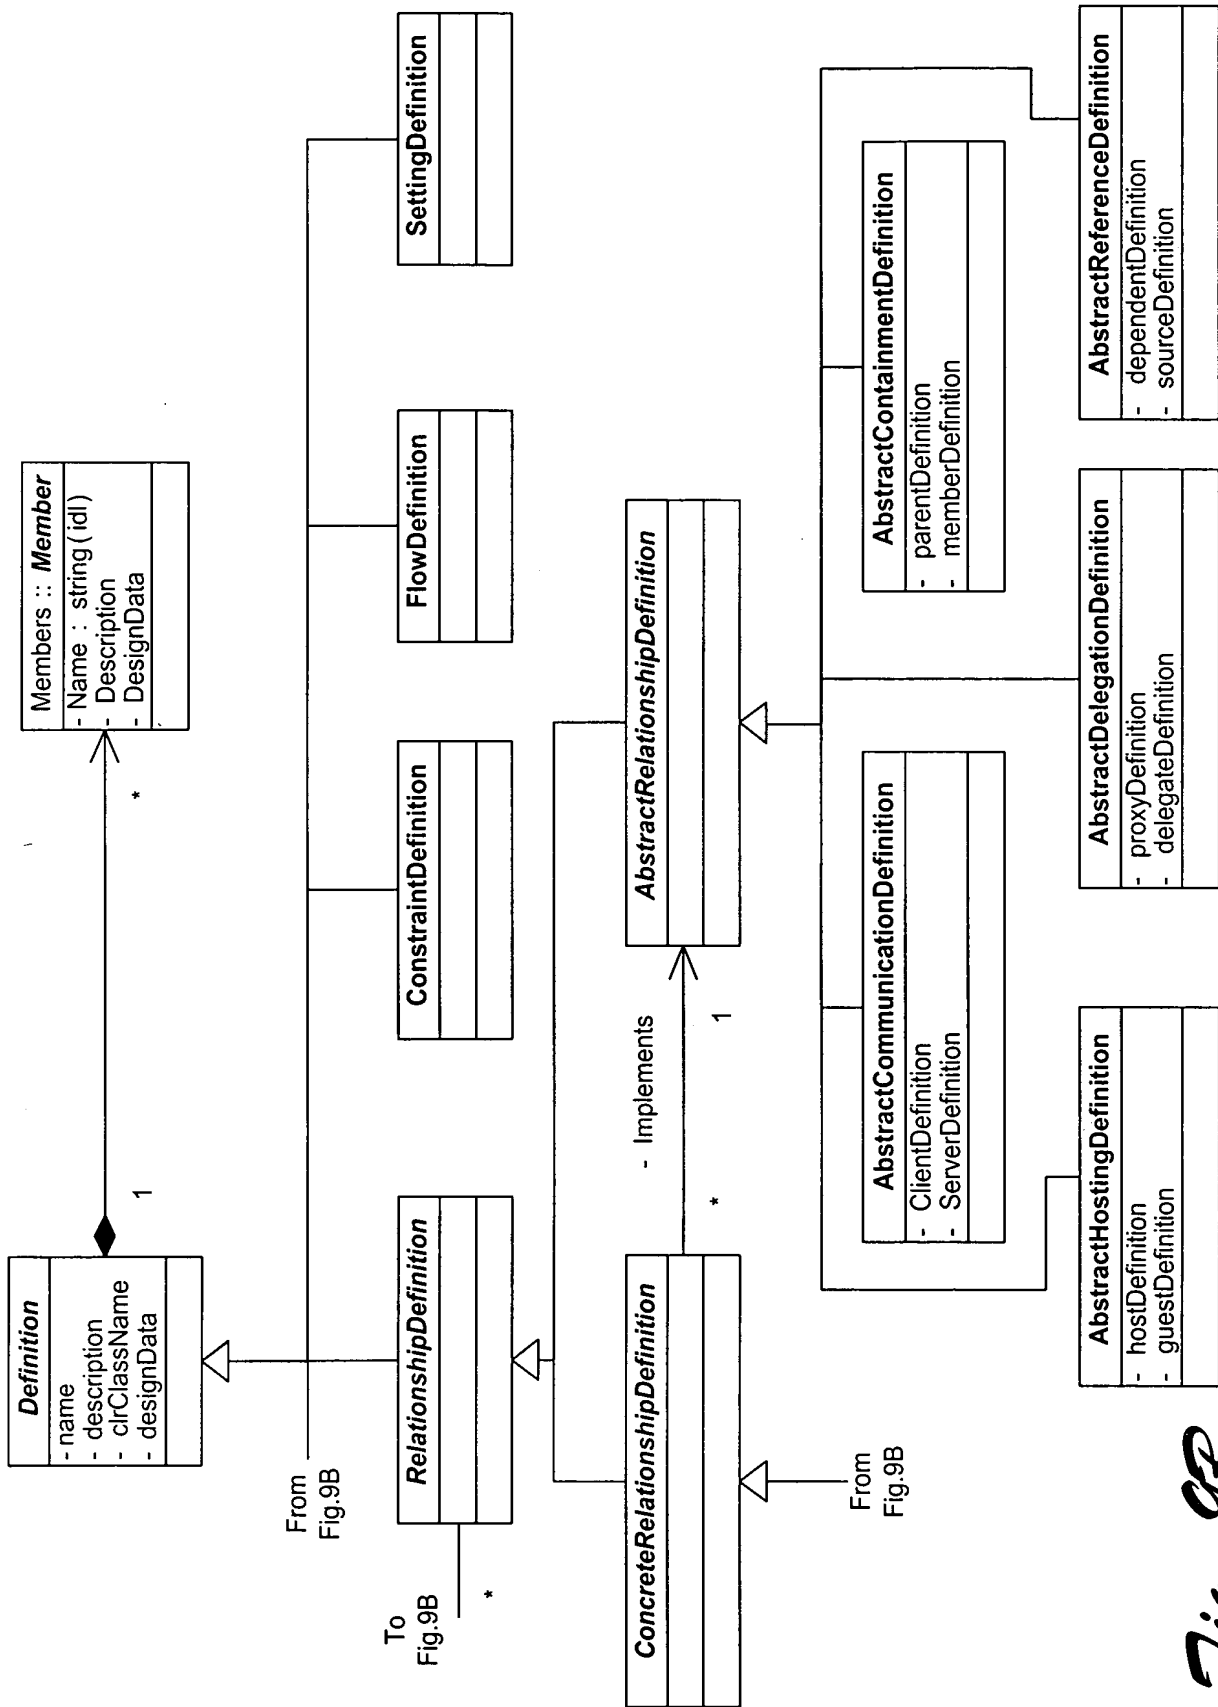 Definition
- name
- description
- clrClassName
- designData
1
*
Members :: Member
- Name : string(idl)
- Description
- DesignData
From
Fig.9B
To
Fig.9B
*
RelationshipDefinition
ConstraintDefinition
FlowDefinition
SettingDefinition
ConcreteRelationshipDefinition
- Implements
*
1
AbstractRelationshipDefinition
From
Fig.9B
AbstractCommunicationDefinition
- ClientDefinition
- ServerDefinition
AbstractContainmentDefinition
- parentDefinition
- memberDefinition
AbstractHostingDefinition
- hostDefinition
- guestDefinition
AbstractDelegationDefinition
- proxyDefinition
- delegateDefinition
AbstractReferenceDefinition
- dependentDefinition
- sourceDefinition